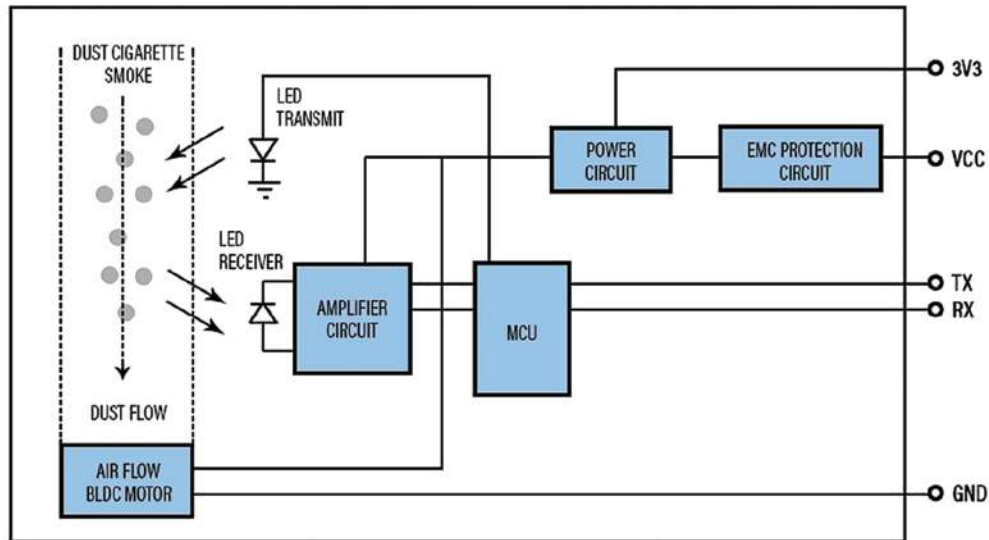 DUST CIGARETTE
SMOKE
LED
TRANSMIT
3V3
POWER
CIRCUIT
EMC PROTECTION
CIRCUIT
VCC
LED
RECEIVER
AMPLIFIER
CIRCUIT
MCU
TX
RX
DUST FLOW
AIR FLOW
BLDC MOTOR
GND